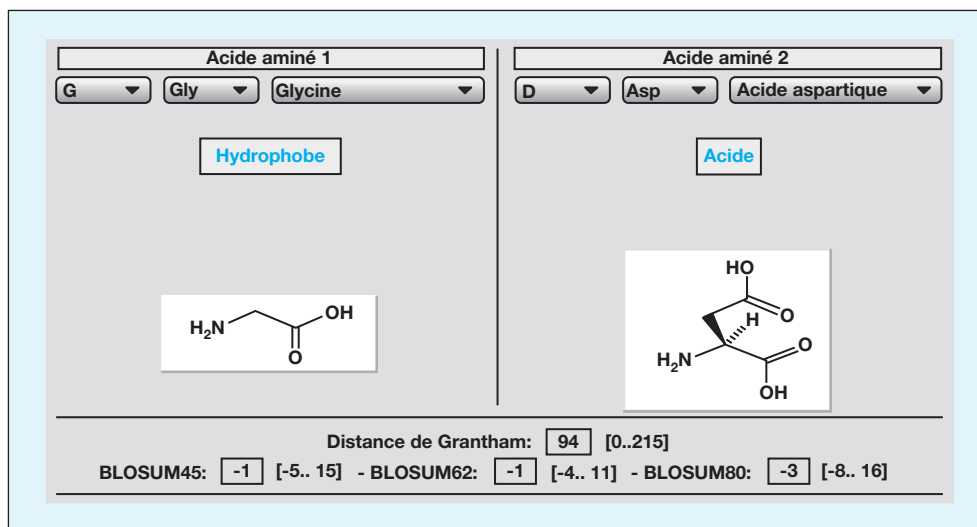 Acide aminé 1
G Gly Glycine
Hydrophobe
H2N OH
O
Acide aminé 2
D Asp Acide aspartique
Acide
HO
O
H
H2N O
OH
Distance de Grantham: 94 [0..215]
BLOSUM45: -1 [-5.. 15] - BLOSUM62: -1 [-4.. 11] - BLOSUM80: -3 [-8.. 16]